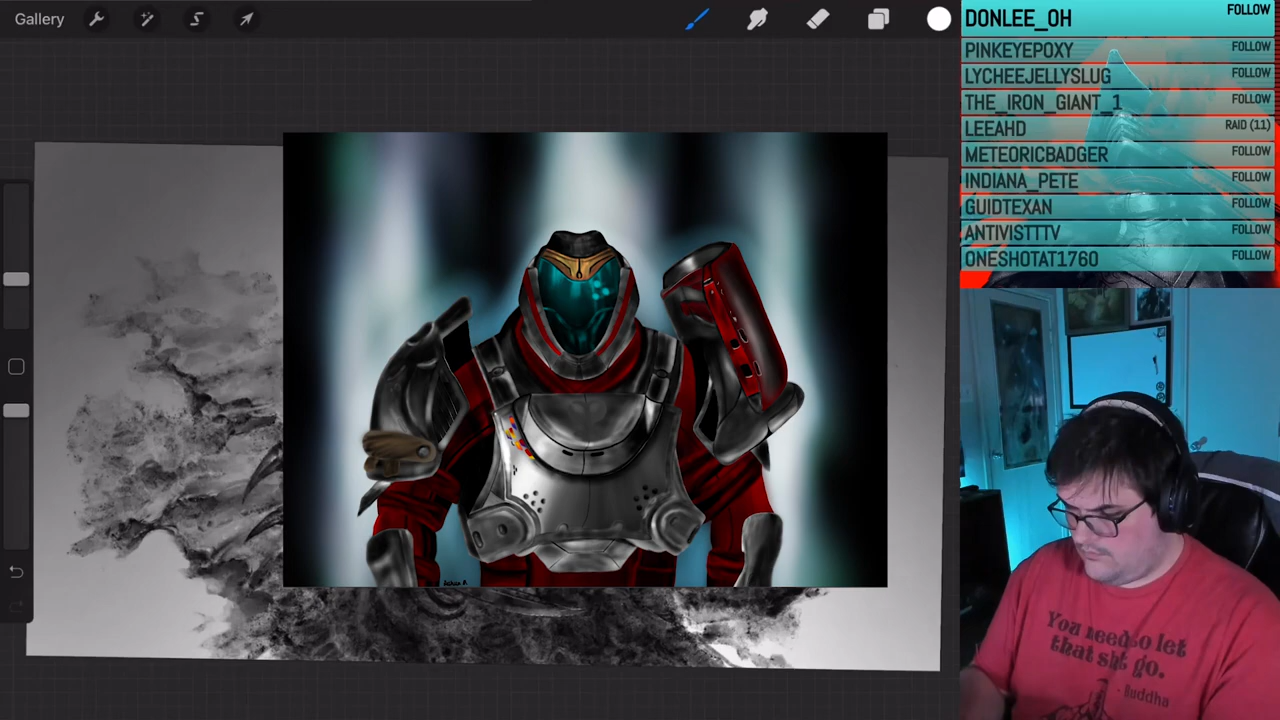 Gallery
DONLEE_OH FOLLOW
PINKEYEPOXY FOLLOW
LYCHEEJELLYSLUG FOLLOW
THE_IRON_GIANT_1 FOLLOW
LEEAHD RAID (11)
METEORICBADGER FOLLOW
INDIANA_PETE FOLLOW
GUIDTEXAN FOLLOW
ANTIVISTTTV FOLLOW
ONESHOTAT1760 FOLLOW
You need to let
that sh!t go.
- Buddha